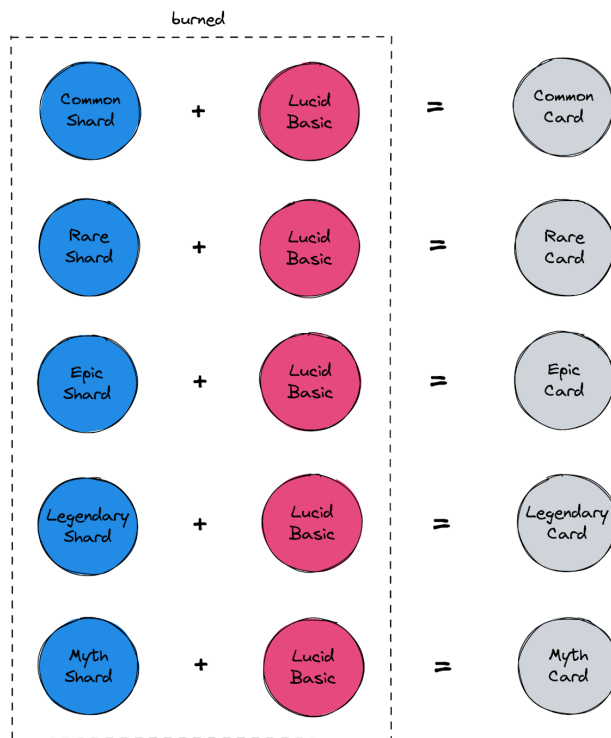 burned
Common
Shard
+
Lucid
Basic
=
Common
Card
Rare
Shard
+
Lucid
Basic
=
Rare
Card
Epic
Shard
+
Lucid
Basic
=
Epic
Card
Legendary
Shard
+
Lucid
Basic
=
Legendary
Card
Myth
Shard
+
Lucid
Basic
=
Myth
Card